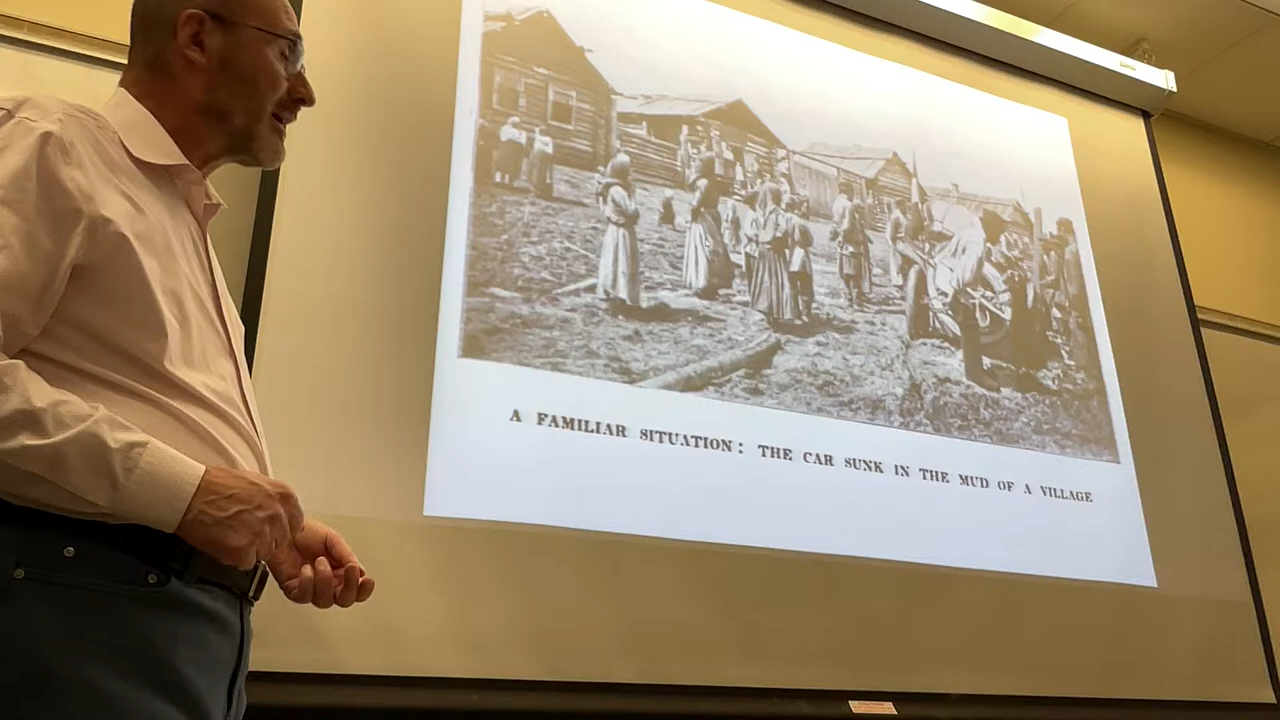 A FAMILIAR SITUATION: THE CAR SUNK IN THE MUD OF A VILLAGE